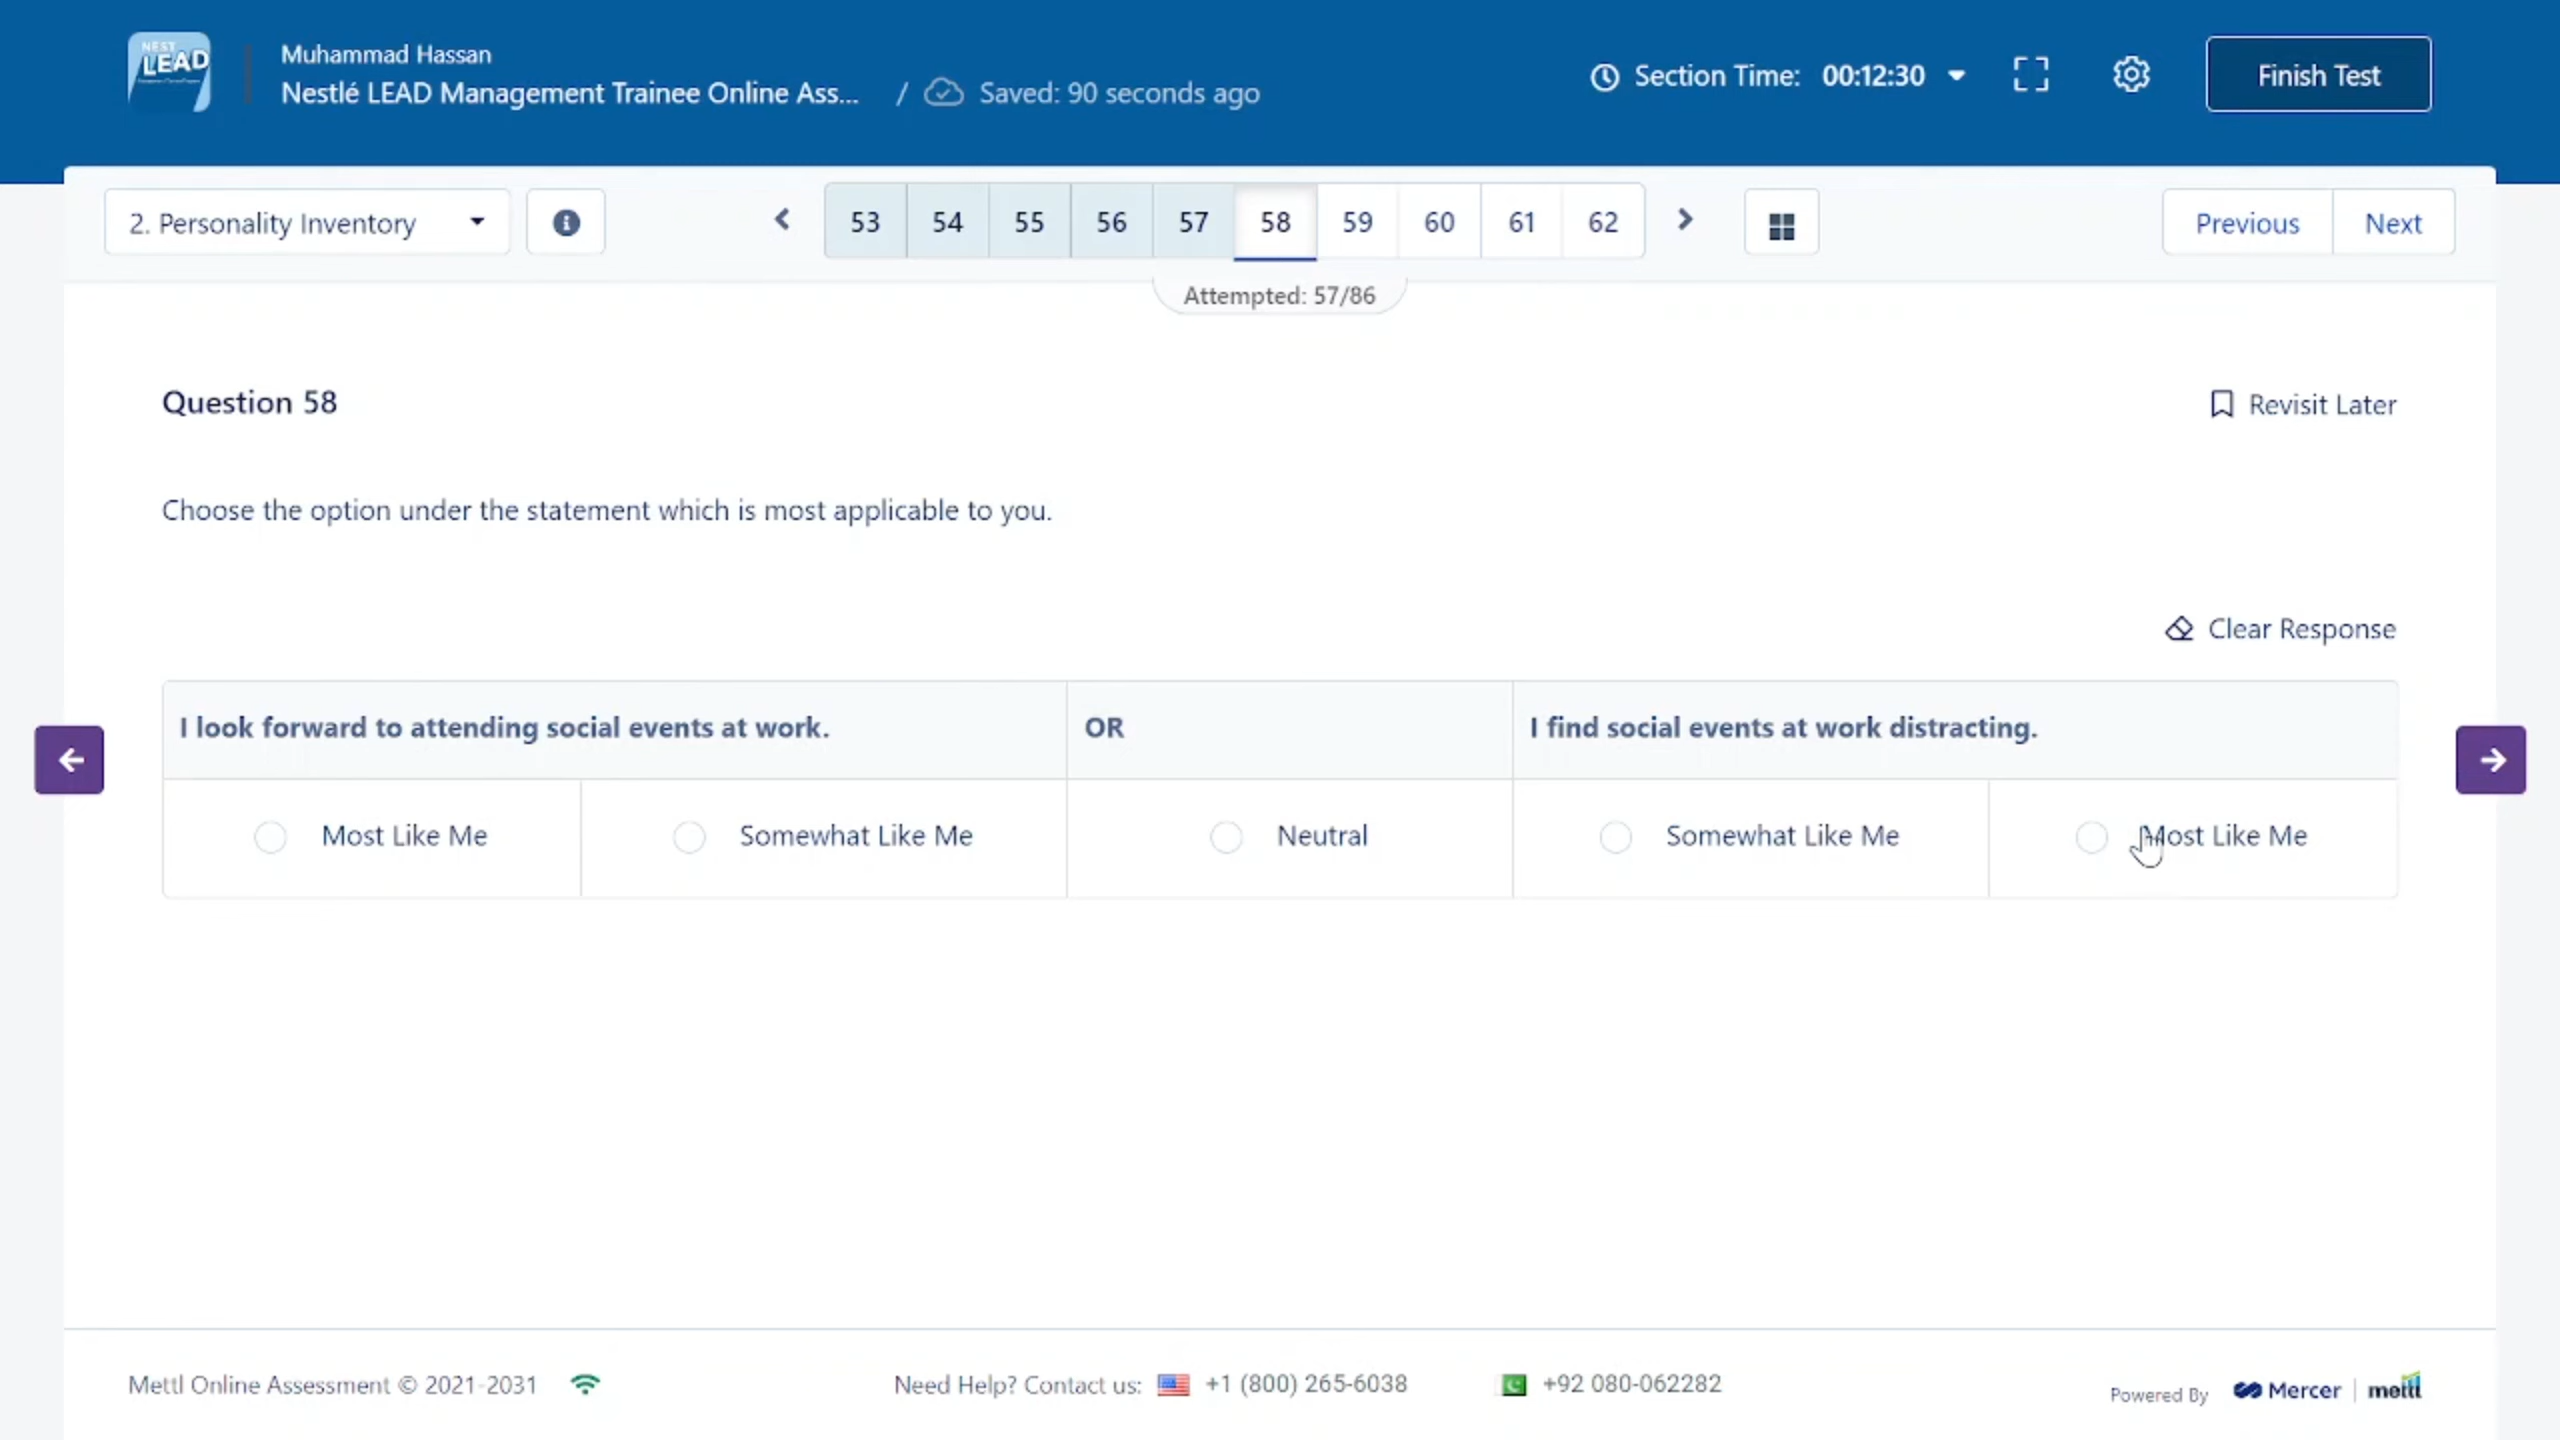 NEST
LEAD
Muhammad Hassan
Nestlé LEAD Management Trainee Online Ass...
/
Saved: 90 seconds ago
Section Time: 00:12:30
Finish Test
2. Personality Inventory
53 54 55 56 57 58 59 60 61 62
Previous
Next
Attempted: 57/86
Question 58
Revisit Later
Choose the option under the statement which is most applicable to you.
Clear Response
I look forward to attending social events at work.
OR
I find social events at work distracting.
Most Like Me
Somewhat Like Me
Neutral
Somewhat Like Me
Most Like Me
Mettl Online Assessment © 2021-2031
Need Help? Contact us: +1 (800) 265-6038
+92 080-062282
Powered By
Mercer | mettl